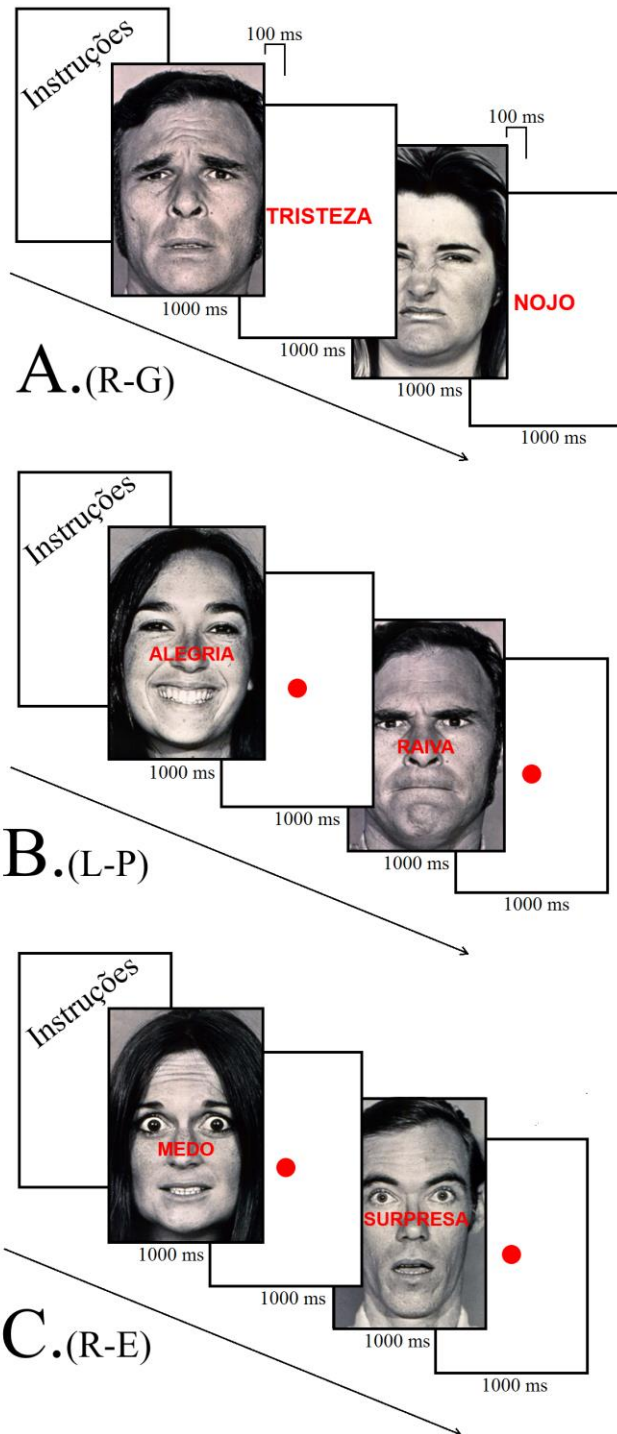 Instruções
100 ms
TRISTEZA
1000 ms
1000 ms
100 ms
NOJO
1000 ms
1000 ms
A.(R-G)
Instruções
ALEGRIA
1000 ms
1000 ms
RAIVA
1000 ms
1000 ms
B.(L-P)
Instruções
MEDO
1000 ms
1000 ms
SURPRESA
1000 ms
1000 ms
C.(R-E)